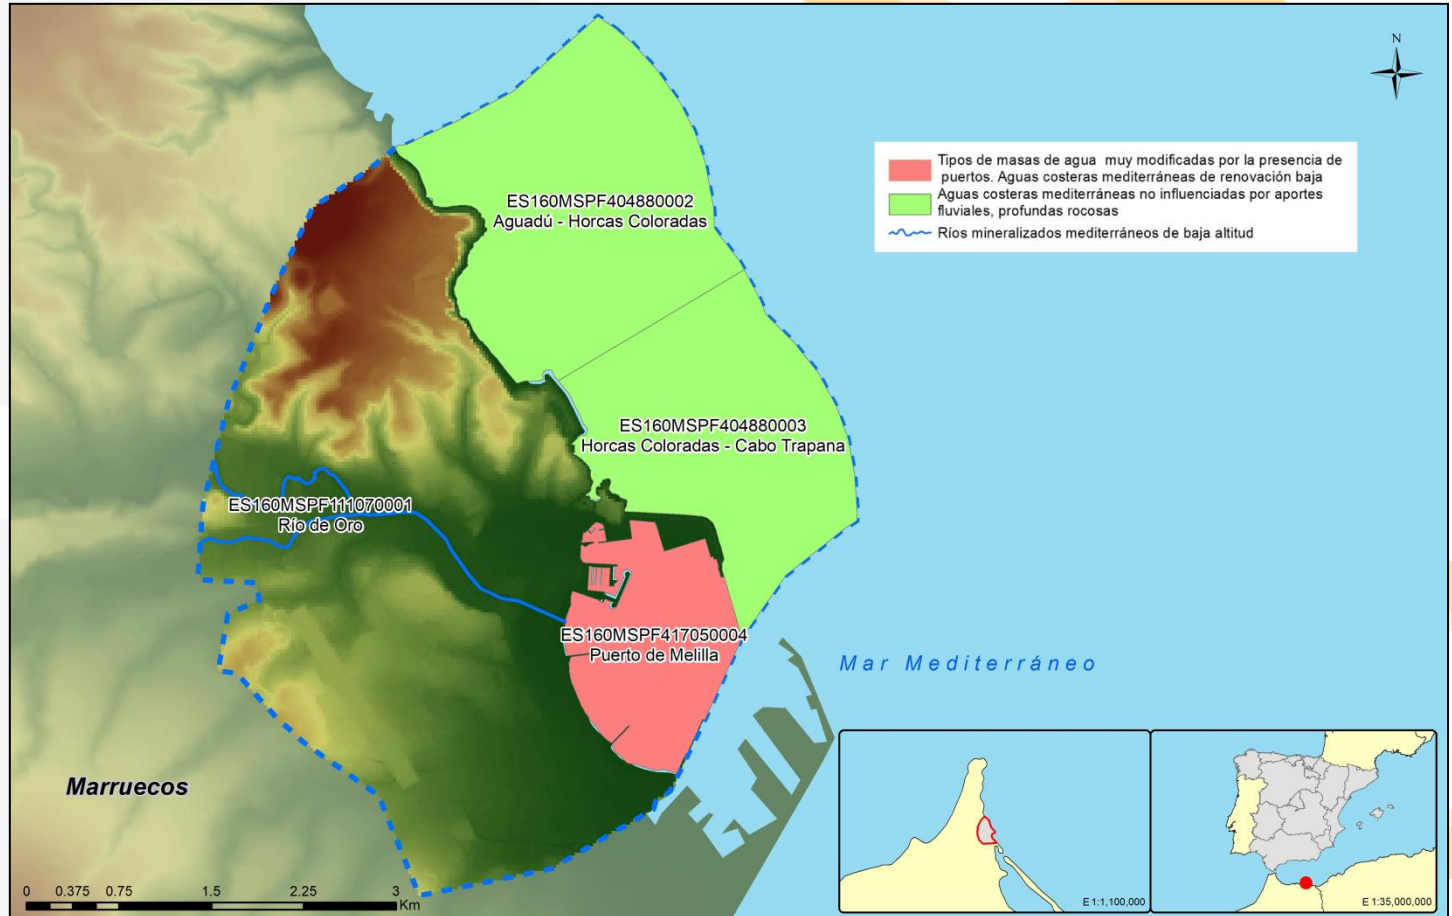 N
Tipos de masas de agua muy modificadas por la presencia de
puertos. Aguas costeras mediterráneas de renovación baja
Aguas costeras mediterráneas no influenciadas por aportes
fluviales, profundas rocosas
Ríos mineralizados mediterráneos de baja altitud
ES160MSPF404880002
Aguadú - Horcas Coloradas
ES160MSPF404880003
Horcas Coloradas - Cabo Trapana
ES160MSPF111070001
Río de Oro
ES160MSPF417050004
Puerto de Melilla
Mar Mediterráneo
Marruecos
0 0.375 0.75 1.5 2.25 3
Km
E 1:1,100,000
E 1:35,000,000